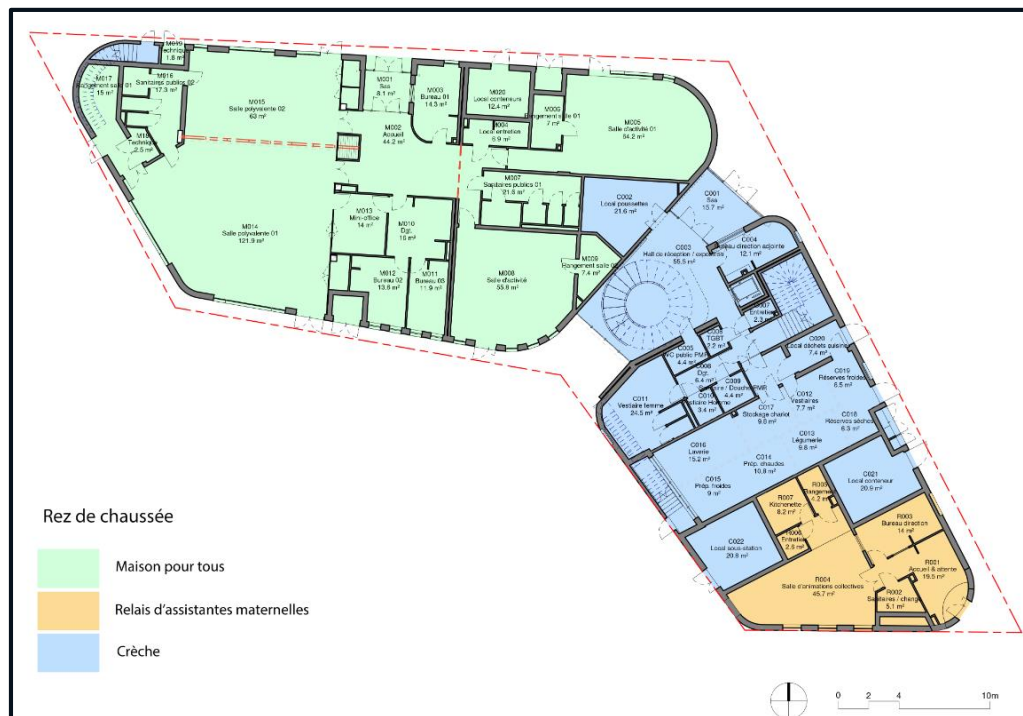 M019
Technique
1.8 m²
M017
Rangement salle 01
15 m²
M016
Sanitaires publics 02
17.3 m²
M018
Technique
2.5 m²
M015
Salle polyvalente 02
63 m²
M014
Salle polyvalente 01
121.9 m²
M001
Sas
8.1 m²
M003
Bureau 01
14.3 m²
M002
Accueil
44.2 m²
M020
Local conteneurs
12.4 m²
M004
Local entretien
6.9 m²
M006
Rangement salle 01
7 m²
M005
Salle d'activité 01
54.2 m²
M007
Sanitaires publics 01
21.6 m²
M013
Mini-office
14 m²
M010
Dgt.
16 m²
M012
Bureau 02
13.6 m²
M011
Bureau 03
11.9 m²
M008
Salle d'activité
55.8 m²
M009
Rangement salle
7.4 m²
C002
Local poussettes
21.6 m²
C001
Sas
15.7 m²
C003
Hall de réception / expositions
55.5 m²
C004
Bureau direction adjointe
12.1 m²
C007
Entretien
2.3 m²
TGBT
2.2 m²
C005
WC public PMR
4.4 m²
C008
Dgt.
6.4 m²
C009
Sanitaire / Douche PMR
4.4 m²
C010
Vestiaire Homme
3.4 m²
C011
Vestiaire femme
24.5 m²
C020
Local déchets cuisine
7.4 m²
C019
Réserves froides
6.5 m²
C012
Vestiaires
7.7 m²
C017
Stockage chariot
9.0 m²
C018
Réserves sèches
6.3 m²
C013
Légumerie
C016
Laverie
15.2 m²
C014
Prép. chaudes
10.8 m²
C015
Prép. froides
9 m²
C021
Local conteneur
20.9 m²
C022
Local sous-station
20.8 m²
R005
Rangement
4.2 m²
R007
Kitchenette
8.2 m²
R006
Entretien
2.6 m²
R003
Bureau direction
14 m²
R001
Accueil & attente
19.5 m²
R004
Salle d'animations collectives
45.7 m²
R002
Sanitaires / change
5.1 m²
Rez de chaussée
Maison pour tous
Relais d'assistantes maternelles
Crèche
0 2 4 10m